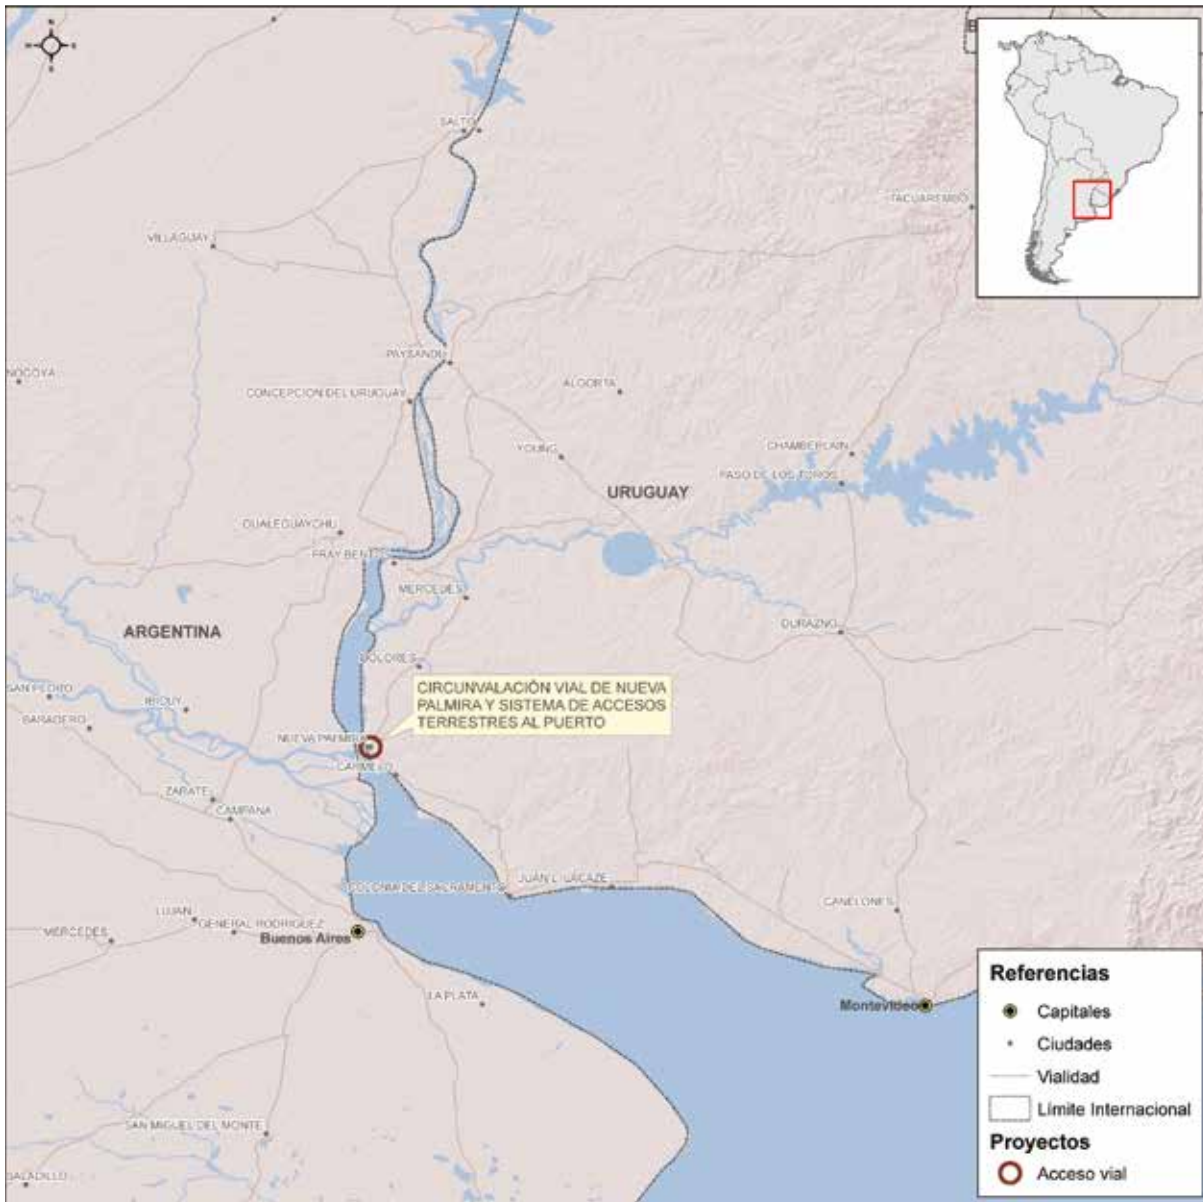 N
SALTO
TACUAREMBO
VILLAGUAY
PAYSANDU
NOGOYA
ALGORTA
CONCEPCION DEL URUGUAY
CHAMBERLAIN
YOUNG
PASO DE LOS TOROS
URUGUAY
GUALEGUAYCHU
FRAY BENTOS
MERCEDES
ARGENTINA
DURAZNO
DOLORES
SAN PEDRO
CIRCUNVALACIÓN VIAL DE NUEVA
PALMIRA Y SISTEMA DE ACCESOS
TERRESTRES AL PUERTO
IBICUY
BARADERO
NUEVA PALMIRA
CARMELO
ZARATE
CAMPANA
COLONIA DEL SACRAMENTO
JUAN L. LACAZE
CANELONES
LUJAN
GENERAL RODRIGUEZ
MERCEDES
Buenos Aires
LA PLATA
Montevideo
SAN MIGUEL DEL MONTE
SALADILLO
Referencias
Capitales
Ciudades
Vialidad
Límite Internacional
Proyectos
Acceso vial